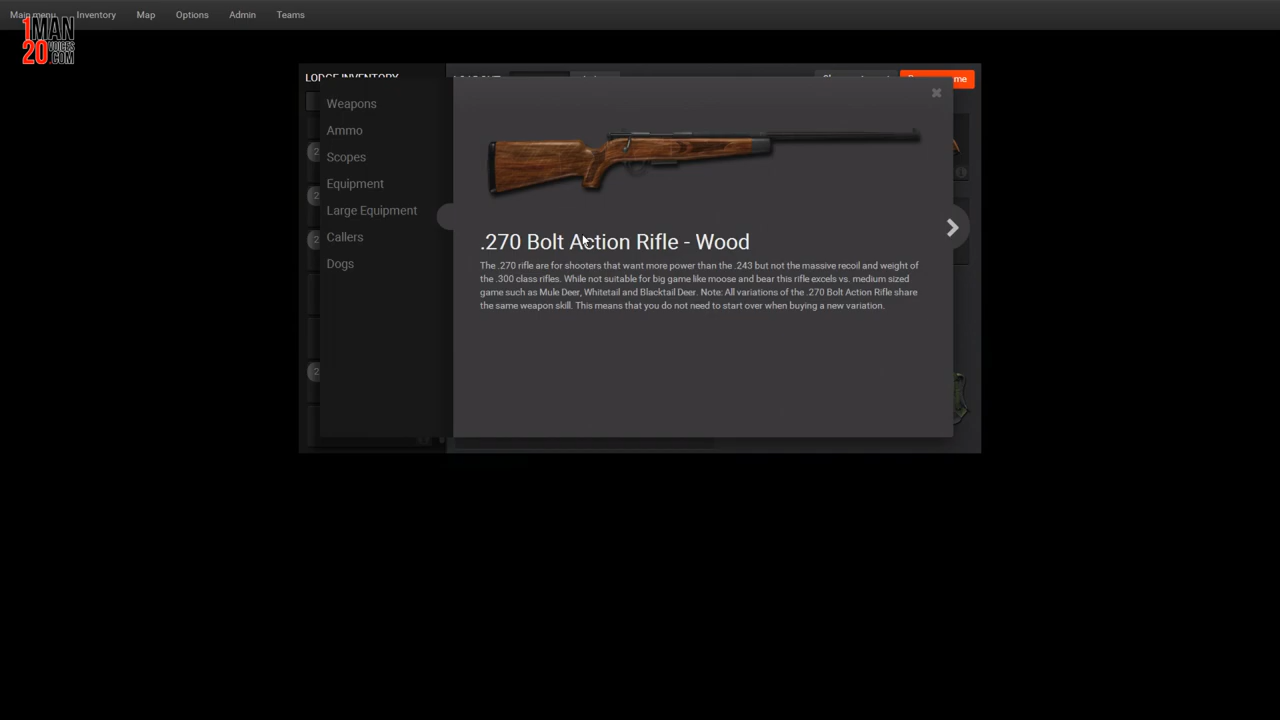 Main menu Inventory Map Options Admin Teams
1MAN
20 VOICES
.COM
LODGE INVENTORY
Weapons
Ammo
Scopes
Equipment
Large Equipment
Callers
Dogs
.270 Bolt Action Rifle - Wood
The .270 rifle are for shooters that want more power than the .243 but not the massive recoil and weight of
the .300 class rifles. While not suitable for big game like moose and bear this rifle excels vs. medium sized
game such as Mule Deer, Whitetail and Blacktail Deer. Note: All variations of the .270 Bolt Action Rifle share
the same weapon skill. This means that you do not need to start over when buying a new variation.